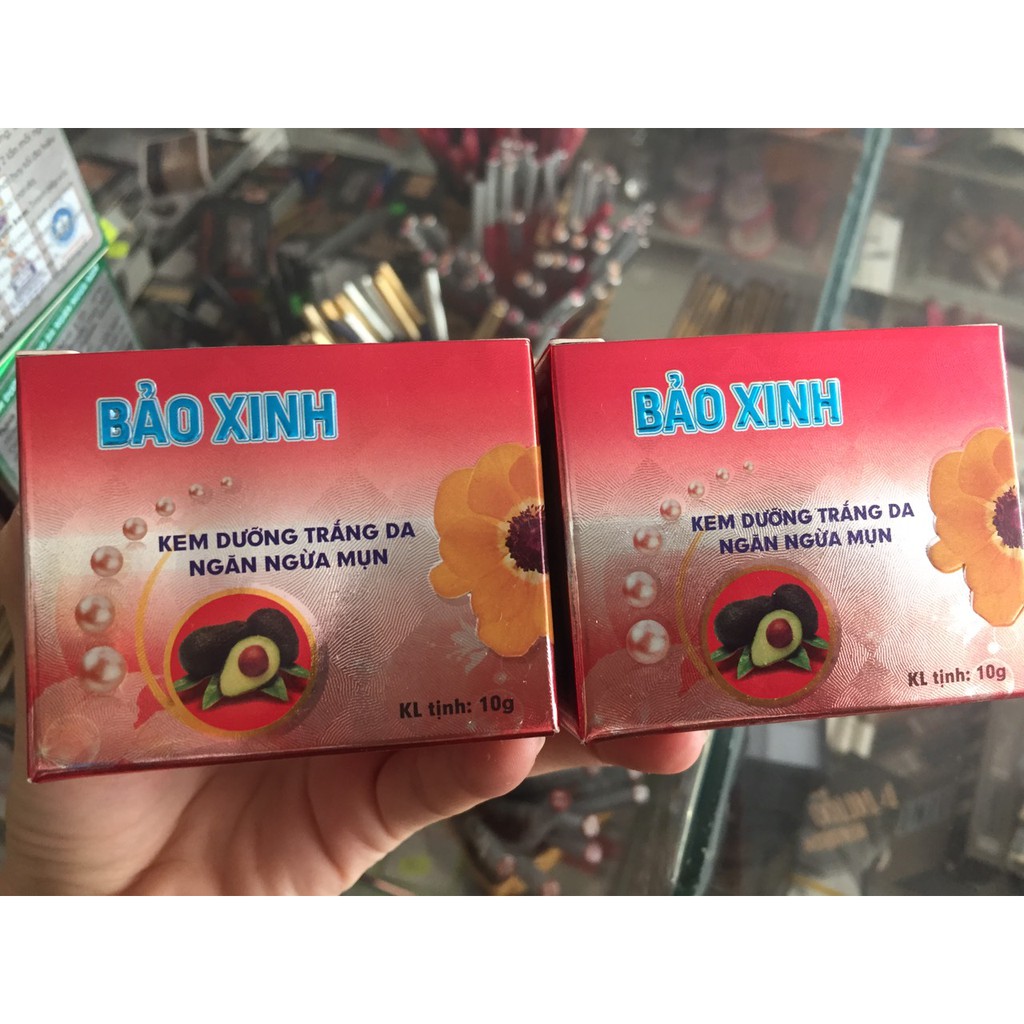 BẢO XINH
KEM DƯỠNG TRẮNG DA
NGĂN NGỪA MỤN
KL tịnh: 10g
BẢO XINH
KEM DƯỠNG TRẮNG DA
NGĂN NGỪA MỤN
KL tịnh: 10g